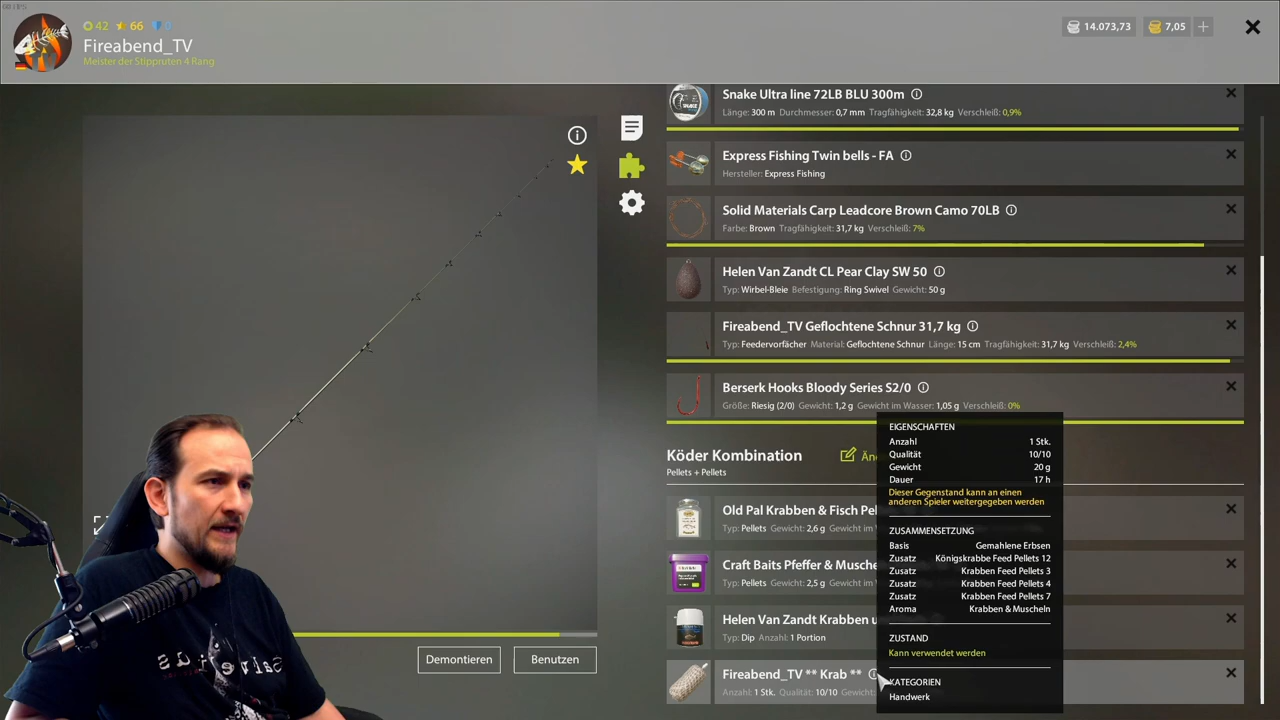 42 66 0
Fireabend_TV
Meister der Stippruten 4 Rang
14.073,73 7,05 +
Snake Ultra line 72LB BLU 300m
Länge: 300 m Durchmesser: 0,7 mm Tragfähigkeit: 32,8 kg Verschleiß: 0,9%
Express Fishing Twin bells - FA
Hersteller: Express Fishing
Solid Materials Carp Leadcore Brown Camo 70LB
Farbe: Brown Tragfähigkeit: 31,7 kg Verschleiß: 7%
Helen Van Zandt CL Pear Clay SW 50
Typ: Wirbel-Bleie Befestigung: Ring Swivel Gewicht: 50 g
Fireabend_TV Geflochtene Schnur 31,7 kg
Typ: Feedervorfächer Material: Geflochtene Schnur Länge: 15 cm Tragfähigkeit: 31,7 kg Verschleiß: 2,4%
Berserk Hooks Bloody Series S2/0
Größe: Riesig (2/0) Gewicht: 1,2 g Gewicht im Wasser: 1,05 g Verschleiß: 0%
Köder Kombination
Pellets + Pellets
Old Pal Krabben & Fisch Pel
Typ: Pellets Gewicht: 2,6 g Gewicht im
Craft Baits Pfeffer & Musche
Typ: Pellets Gewicht: 2,5 g Gewicht im
Helen Van Zandt Krabben u
Typ: Dip Anzahl: 1 Portion
Fireabend_TV ** Krab **
Anzahl: 1 Stk. Qualität: 10/10 Gewicht:
EIGENSCHAFTEN
Anzahl 1 Stk.
Qualität 10/10
Gewicht 20 g
Dauer 17 h
Dieser Gegenstand kann an einen
anderen Spieler weitergegeben werden
ZUSAMMENSETZUNG
Basis Gemahlene Erbsen
Zusatz Königskrabbe Feed Pellets 12
Zusatz Krabben Feed Pellets 3
Zusatz Krabben Feed Pellets 4
Zusatz Krabben Feed Pellets 7
Aroma Krabben & Muscheln
ZUSTAND
Kann verwendet werden
KATEGORIEN
Handwerk
Demontieren Benutzen